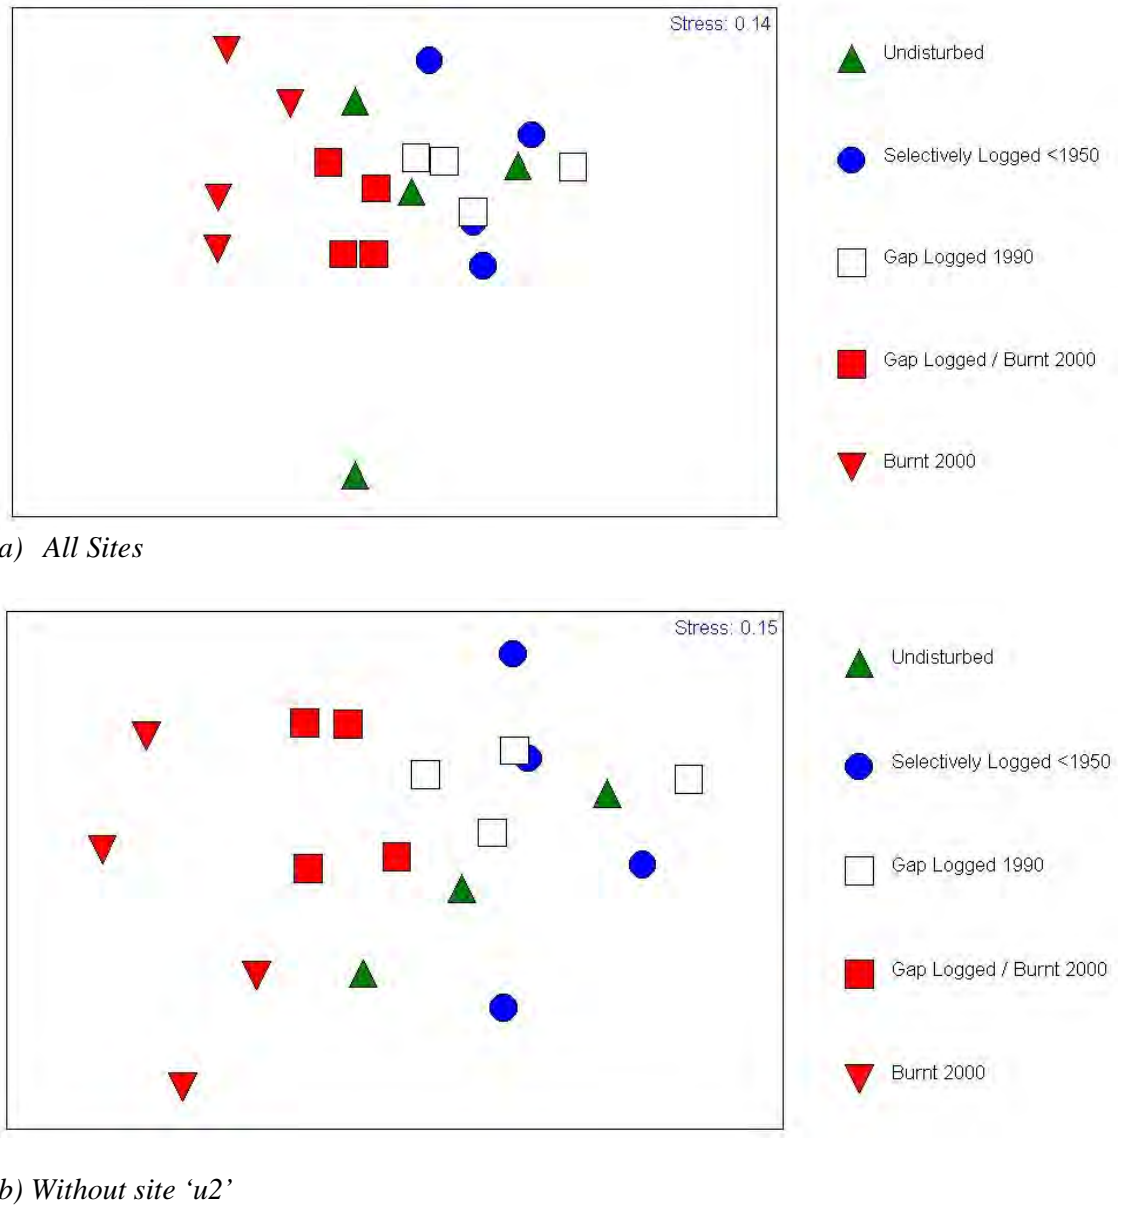 Stress: 0.14
Undisturbed
Selectively Logged <1950
Gap Logged 1990
Gap Logged / Burnt 2000
Burnt 2000
a) All Sites
Stress: 0.15
Undisturbed
Selectively Logged <1950
Gap Logged 1990
Gap Logged / Burnt 2000
Burnt 2000
b) Without site ‘u2’